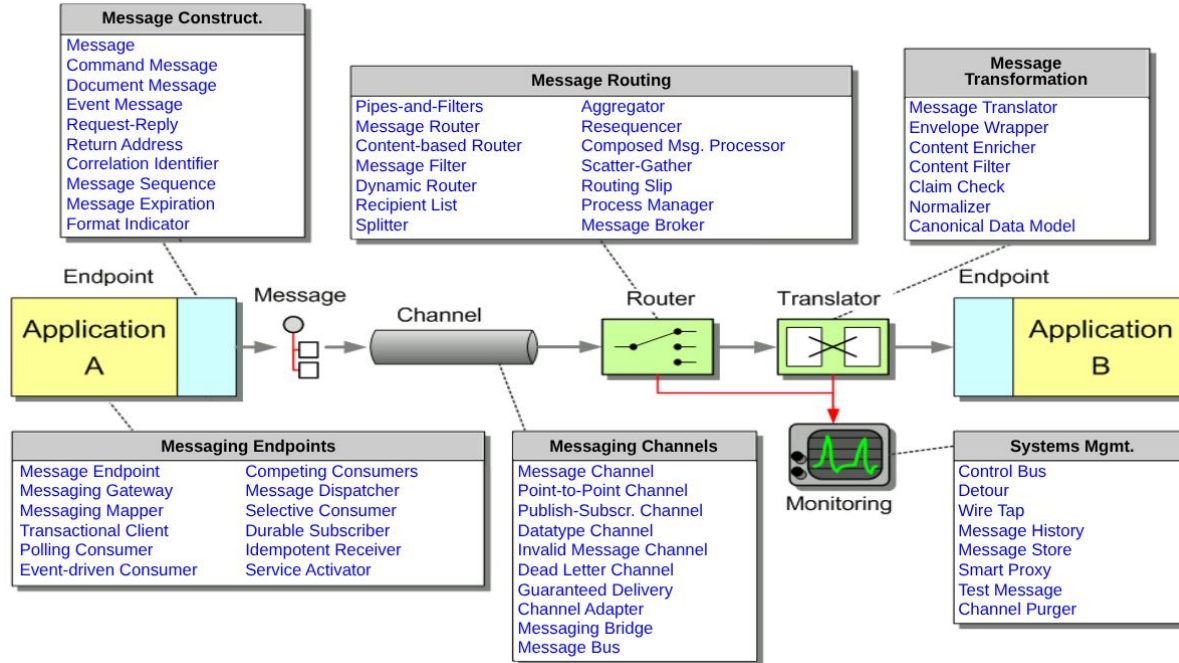 Message Construct.
Message
Command Message
Document Message
Event Message
Request-Reply
Return Address
Correlation Identifier
Message Sequence
Message Expiration
Format Indicator
Message Routing
Pipes-and-Filters
Message Router
Content-based Router
Message Filter
Dynamic Router
Recipient List
Splitter
Aggregator
Resequencer
Composed Msg. Processor
Scatter-Gather
Routing Slip
Process Manager
Message Broker
Message
Transformation
Message Translator
Envelope Wrapper
Content Enricher
Content Filter
Claim Check
Normalizer
Canonical Data Model
Endpoint
Application
A
Message
Channel
Router
Translator
Endpoint
Application
B
Messaging Endpoints
Message Endpoint
Messaging Gateway
Messaging Mapper
Transactional Client
Polling Consumer
Event-driven Consumer
Competing Consumers
Message Dispatcher
Selective Consumer
Durable Subscriber
Idempotent Receiver
Service Activator
Messaging Channels
Message Channel
Point-to-Point Channel
Publish-Subscr. Channel
Datatype Channel
Invalid Message Channel
Dead Letter Channel
Guaranteed Delivery
Channel Adapter
Messaging Bridge
Message Bus
Monitoring
Systems Mgmt.
Control Bus
Detour
Wire Tap
Message History
Message Store
Smart Proxy
Test Message
Channel Purger